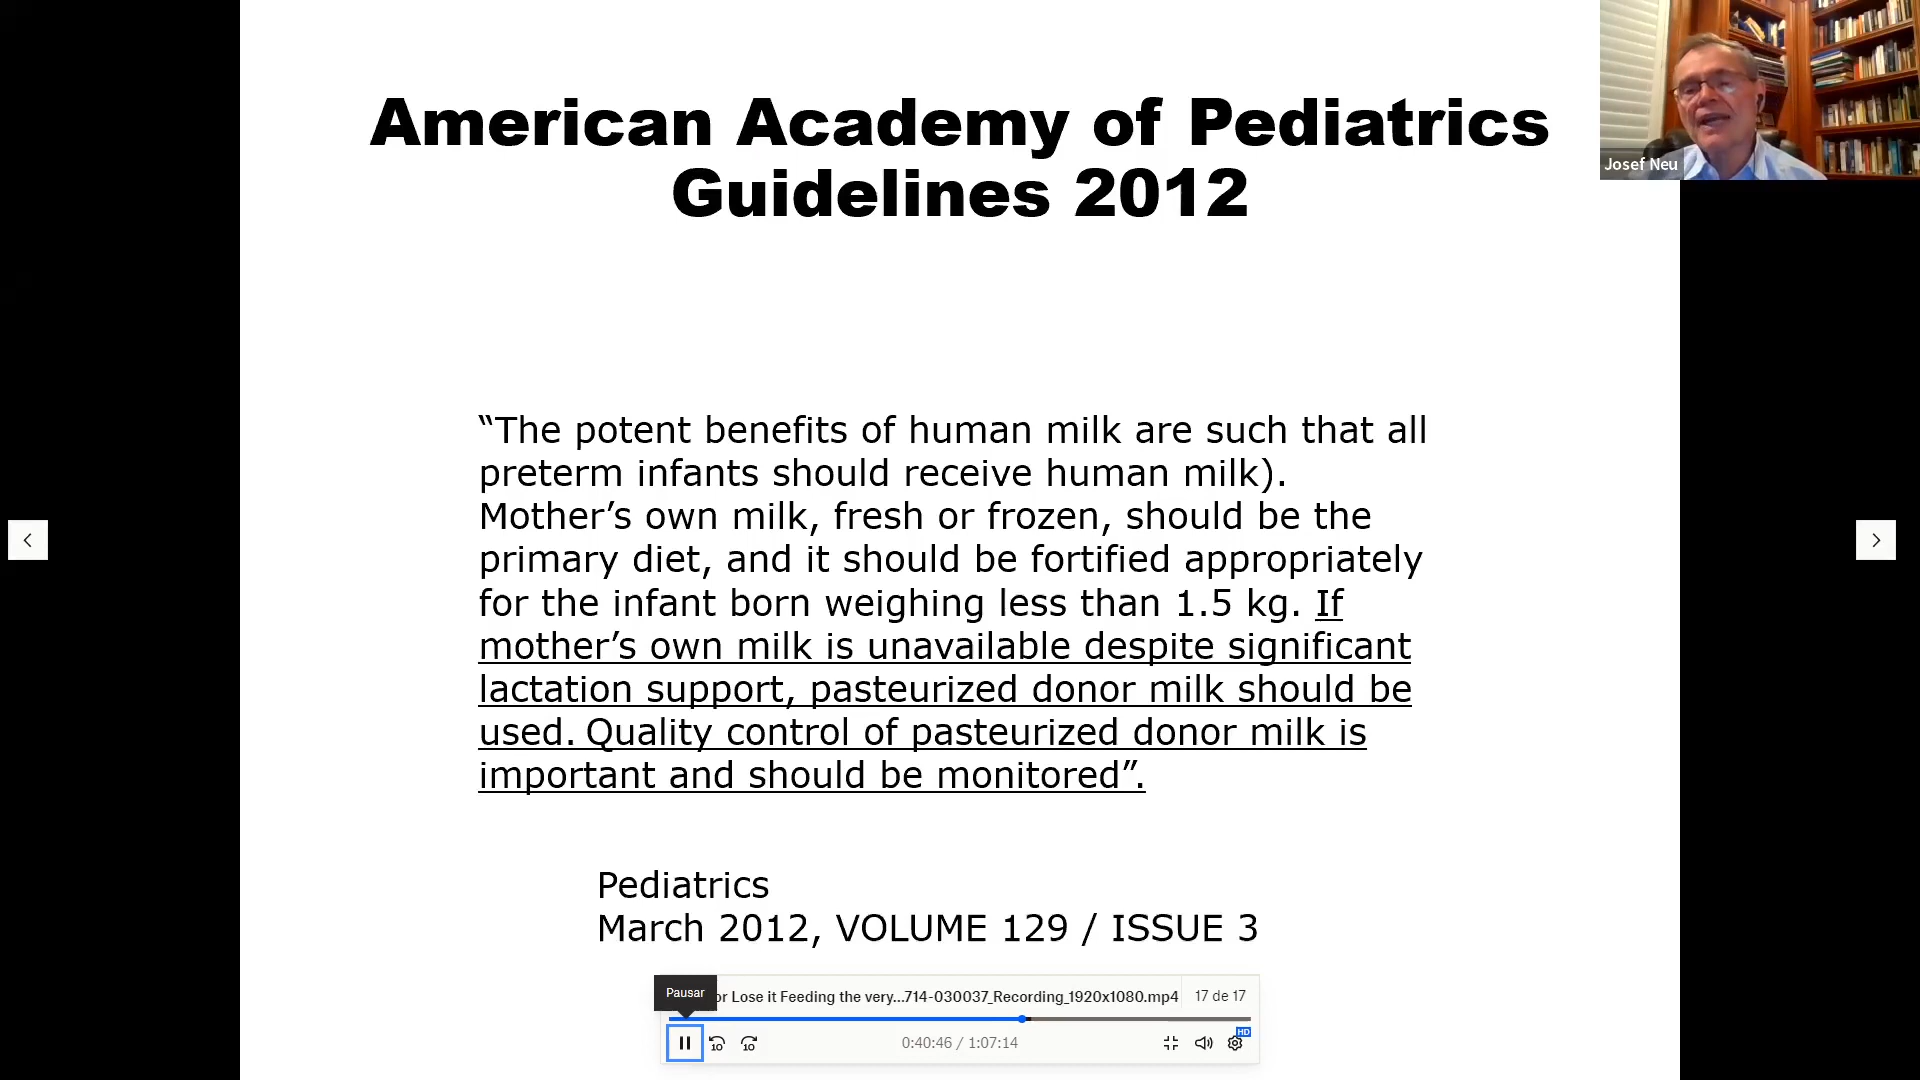 American Academy of Pediatrics
Guidelines 2012
Josef Neu
“The potent benefits of human milk are such that all
preterm infants should receive human milk).
Mother’s own milk, fresh or frozen, should be the
primary diet, and it should be fortified appropriately
for the infant born weighing less than 1.5 kg. If
mother’s own milk is unavailable despite significant
lactation support, pasteurized donor milk should be
used. Quality control of pasteurized donor milk is
important and should be monitored”.
Pediatrics
March 2012, VOLUME 129 / ISSUE 3
Pausar
or Lose it Feeding the very...714-030037_Recording_1920x1080.mp4
17 de 17
10
10
0:40:46 / 1:07:14
HD